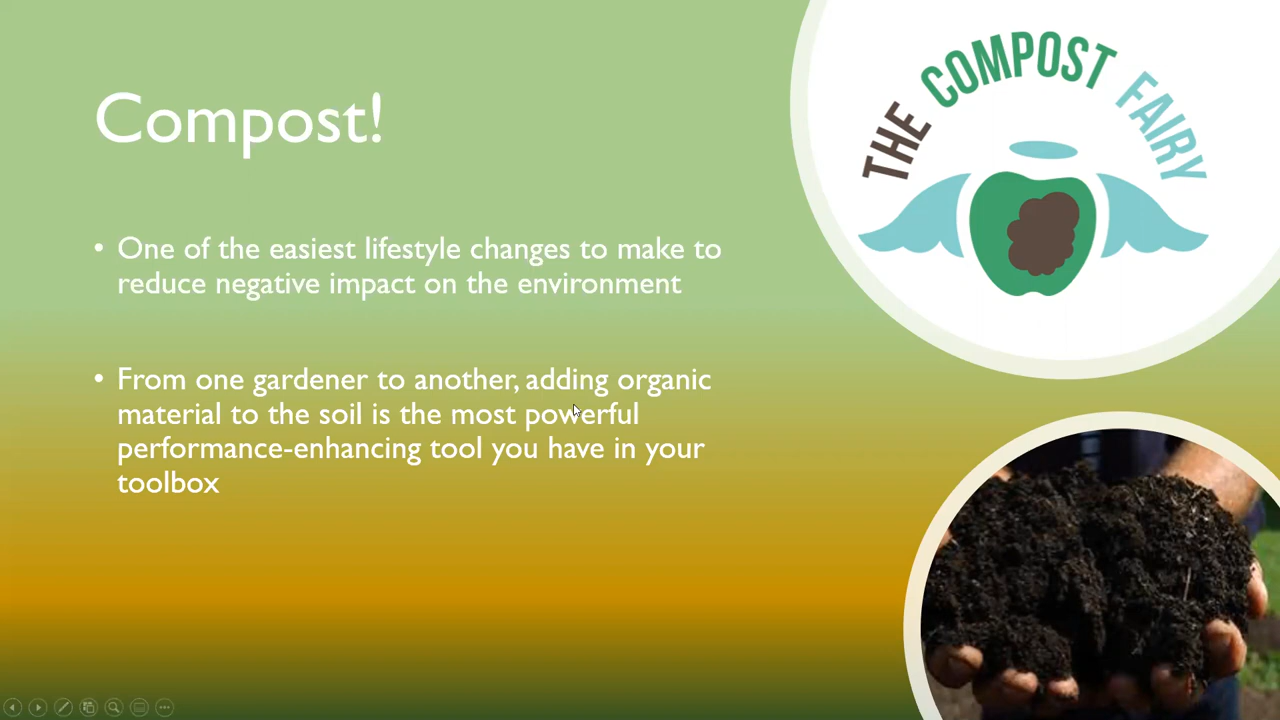 THE COMPOST FAIRY
Compost!
• One of the easiest lifestyle changes to make to
reduce negative impact on the environment
• From one gardener to another, adding organic
material to the soil is the most powerful
performance-enhancing tool you have in your
toolbox